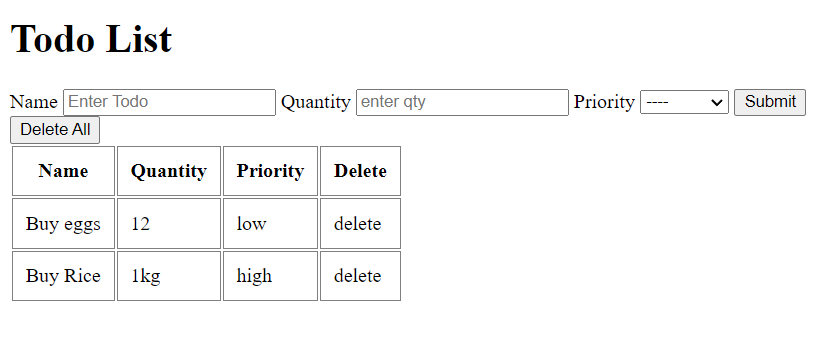 Todo List
Name Enter Todo Quantity enter qty Priority ---- Submit
Delete All
Name Quantity Priority Delete
Buy eggs 12 low delete
Buy Rice 1kg high delete